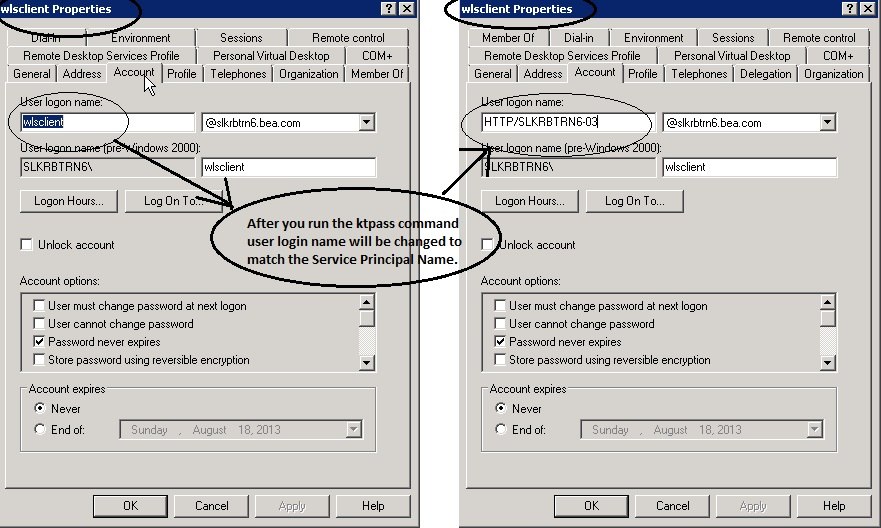 wlsclient Properties
Dial-in Environment Sessions Remote control
Remote Desktop Services Profile Personal Virtual Desktop COM+
General Address Account Profile Telephones Organization Member Of
User logon name:
wlsclient @slkrbtrn6.bea.com
User logon name (pre-Windows 2000):
SLKRBTRN6\ wlsclient
Logon Hours... Log On To...
Unlock account
Account options:
User must change password at next logon
User cannot change password
Password never expires
Store password using reversible encryption
Account expires
Never
End of: Sunday , August 18, 2013
OK Cancel Apply Help
After you run the ktpass command
user login name will be changed to
match the Service Principal Name.
wlsclient Properties
Member Of Dial-in Environment Sessions Remote control
Remote Desktop Services Profile Personal Virtual Desktop COM+
General Address Account Profile Telephones Delegation Organization
User logon name:
HTTP/SLKRBTRN6-03 @slkrbtrn6.bea.com
User logon name (pre-Windows 2000):
SLKRBTRN6\ wlsclient
Logon Hours... Log On To...
Unlock account
Account options:
User must change password at next logon
User cannot change password
Password never expires
Store password using reversible encryption
Account expires
Never
End of: Sunday , August 18, 2013
OK Cancel Apply Help